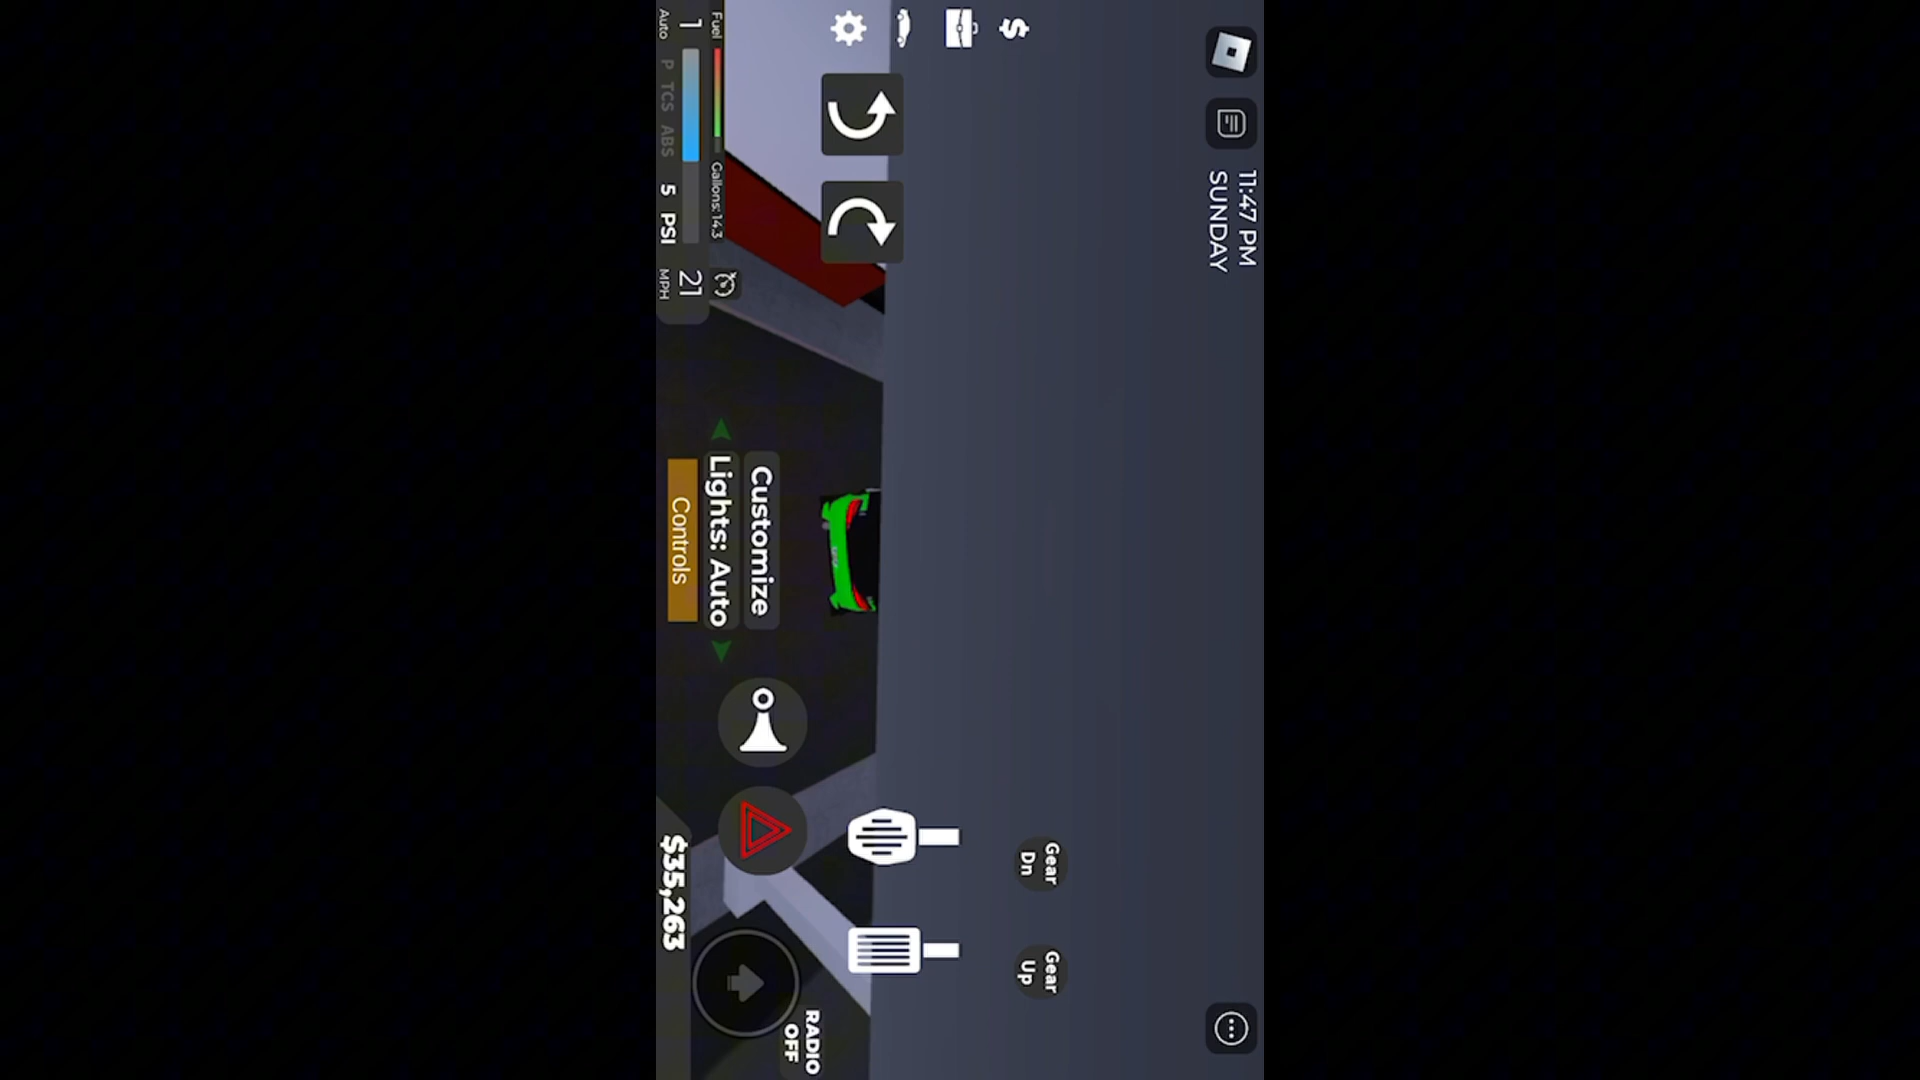 11:47 PM
SUNDAY
Gear
Dn
Gear
Up
RADIO
OFF
Customize
Lights: Auto
Controls
Fuel
Gallons: 14.3
1
Auto
P TCS ABS
5 PSI
21
MPH
$35,263